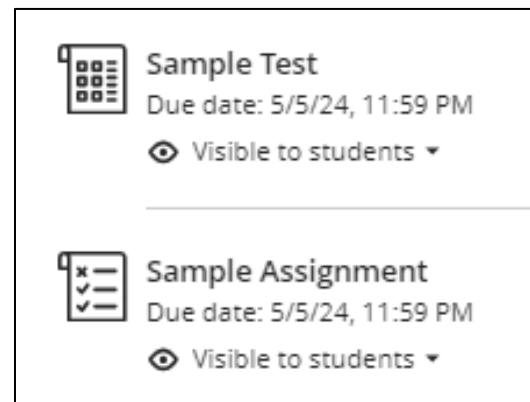 Sample Test
Due date: 5/5/24, 11:59 PM
Visible to students
Sample Assignment
Due date: 5/5/24, 11:59 PM
Visible to students